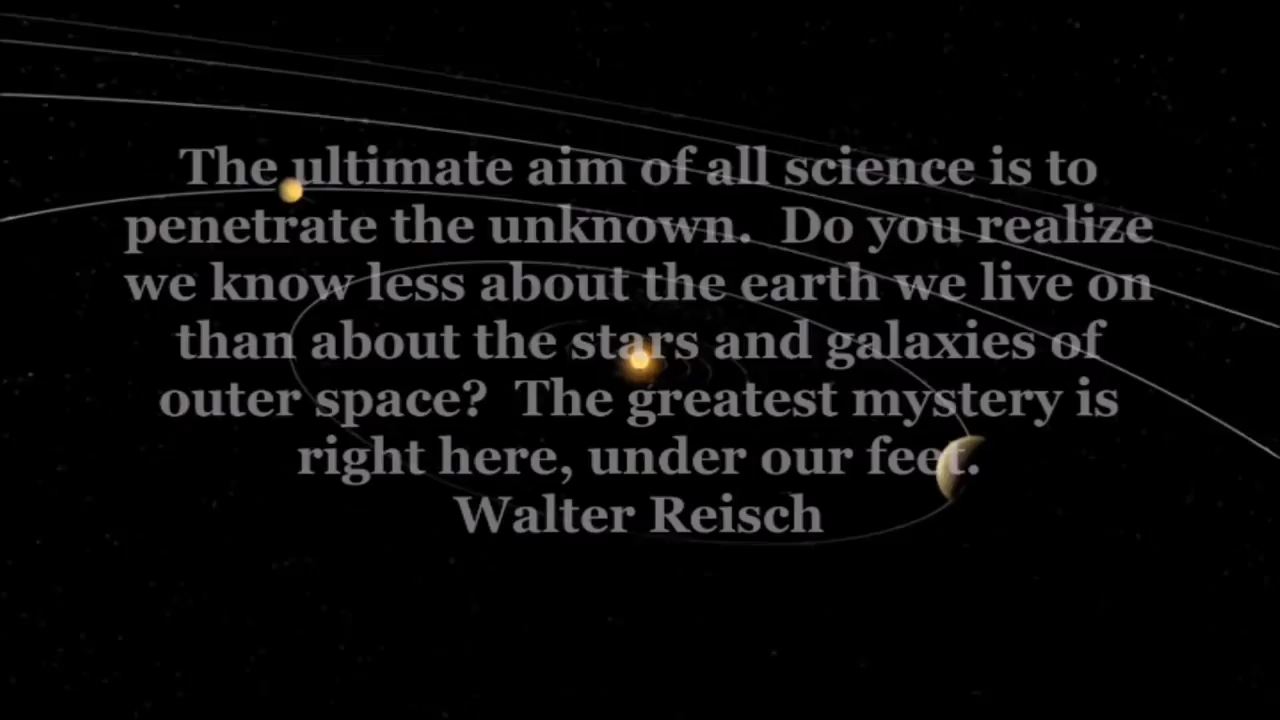 The ultimate aim of all science is to
penetrate the unknown.  Do you realize
we know less about the earth we live on
than about the stars and galaxies of
outer space?  The greatest mystery is
right here, under our feet.
Walter Reisch